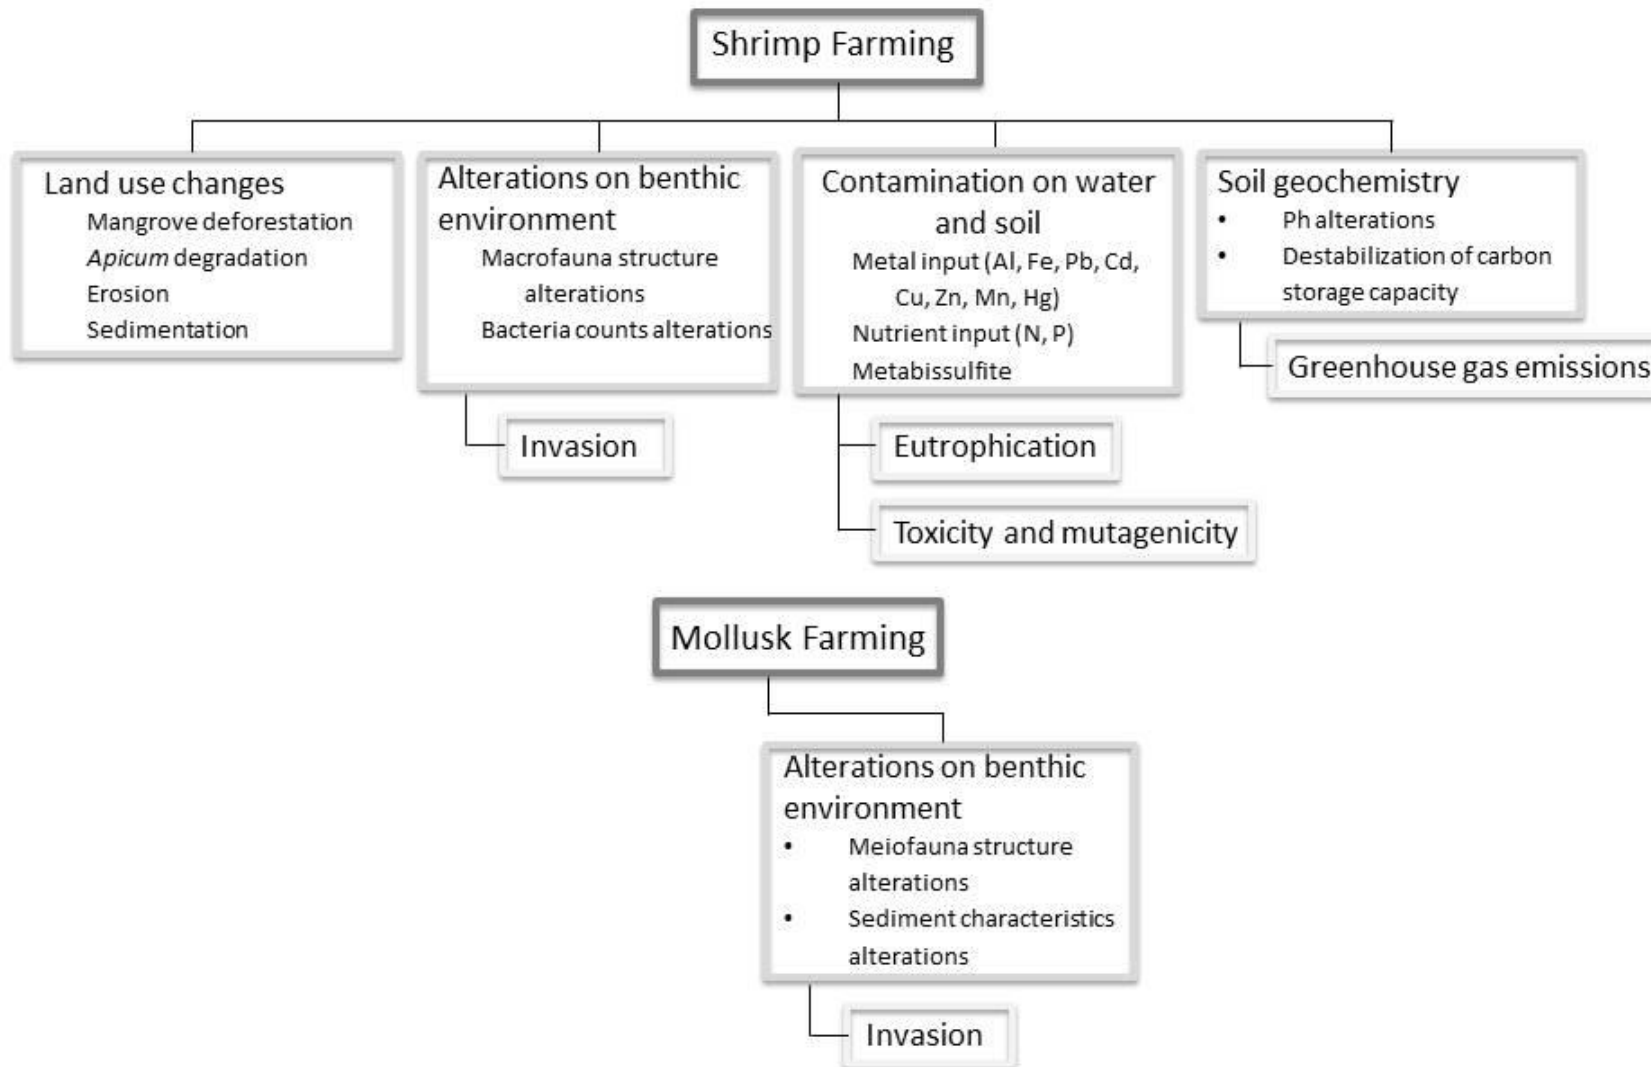 Shrimp Farming
Land use changes
Mangrove deforestation
Apicum degradation
Erosion
Sedimentation
Alterations on benthic
environment
Macrofauna structure
alterations
Bacteria counts alterations
Invasion
Contamination on water
and soil
Metal input (Al, Fe, Pb, Cd,
Cu, Zn, Mn, Hg)
Nutrient input (N, P)
Metabissulfite
Eutrophication
Toxicity and mutagenicity
Soil geochemistry
• Ph alterations
• Destabilization of carbon
storage capacity
Greenhouse gas emissions
Mollusk Farming
Alterations on benthic
environment
• Meiofauna structure
alterations
• Sediment characteristics
alterations
Invasion